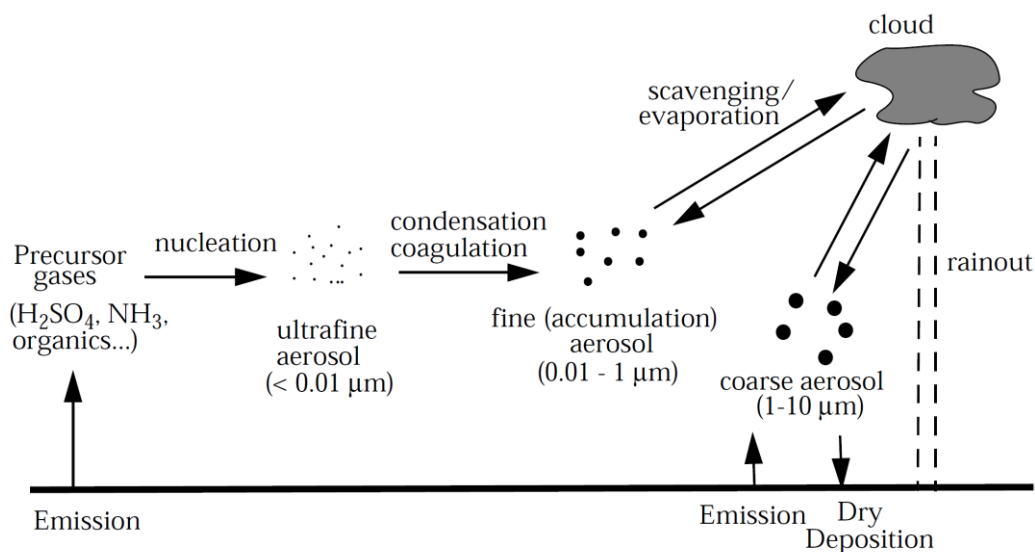 cloud
scavenging/
evaporation
condensation
coagulation
nucleation
Precursor
gases
(H₂SO₄, NH₃,
organics...)
ultrafine
aerosol
(< 0.01 μm)
fine (accumulation)
aerosol
(0.01 - 1 μm)
rainout
coarse aerosol
(1-10 μm)
Emission
Emission
Dry
Deposition